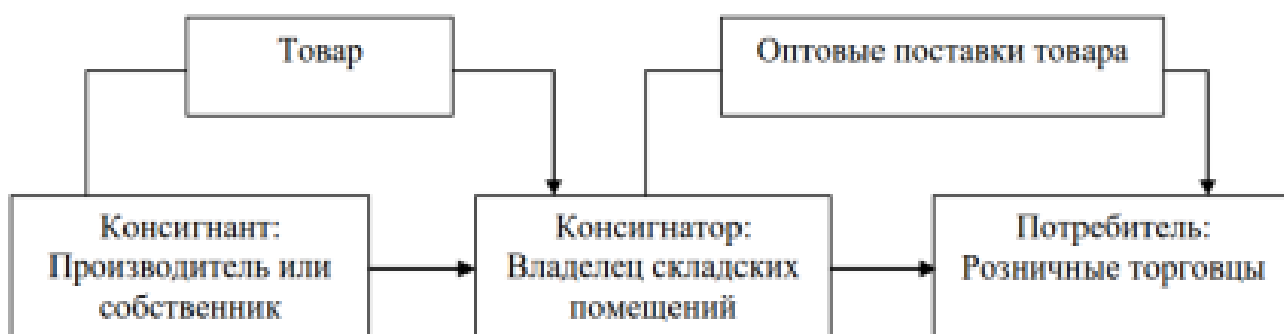 Товар
Оптовые поставки товара
Консигнант:
Производитель или
собственник
Консигнатор:
Владелец складских
помещений
Потребитель:
Розничные торговцы